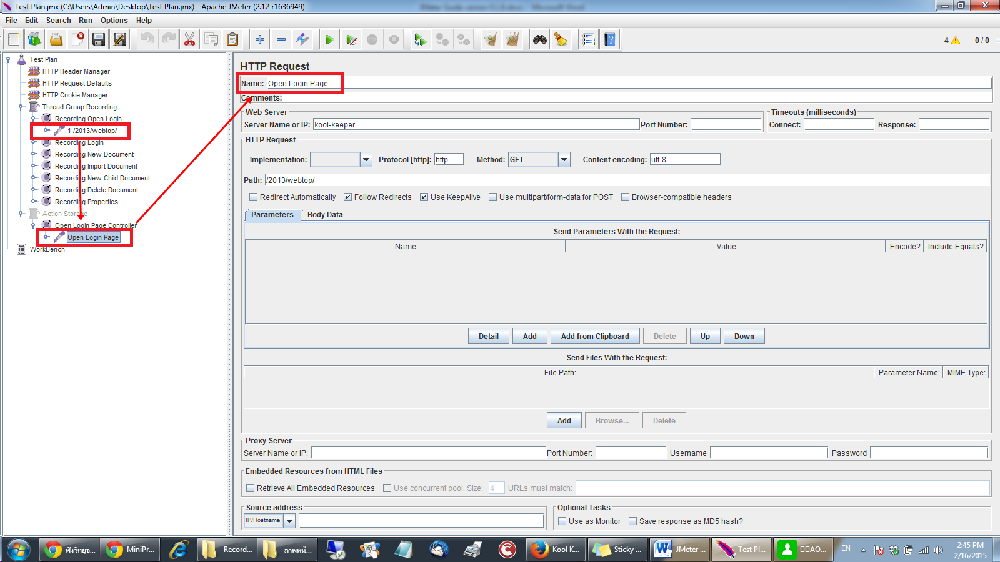 Test Plan.jmx (C:\Users\Admin\Desktop\Test Plan.jmx) - Apache JMeter (2.12 r1636949)
File Edit Search Run Options Help
4 0 / 0
Test Plan
HTTP Header Manager
HTTP Request Defaults
HTTP Cookie Manager
Thread Group Recording
Recording Open Login
1 /2013/webtop/
Recording Login
Recording New Document
Recording Import Document
Recording New Child Document
Recording Delete Document
Recording Properties
Action Storage
Open Login Page Controller
Open Login Page
WorkBench
HTTP Request
Name: Open Login Page
Comments:
Web Server
Server Name or IP: kool-keeper Port Number:
Timeouts (milliseconds)
Connect: Response:
HTTP Request
Implementation: Protocol [http]: http Method: GET Content encoding: utf-8
Path: /2013/webtop/
Redirect Automatically Follow Redirects Use KeepAlive Use multipart/form-data for POST Browser-compatible headers
Parameters Body Data
Send Parameters With the Request:
Name: Value Encode? Include Equals?
Detail Add Add from Clipboard Delete Up Down
Send Files With the Request:
File Path: Parameter Name: MIME Type:
Add Browse... Delete
Proxy Server
Server Name or IP: Port Number: Username Password
Embedded Resources from HTML Files
Retrieve All Embedded Resources Use concurrent pool. Size: 4 URLs must match:
Source address
IP/Hostname
Optional Tasks
Use as Monitor Save response as MD5 hash?
ฟังวิทยุอ... MiniPr... Record... ภาพหน้... Kool K... Sticky ... JMeter ... Test Pl... AO... EN
2:45 PM
2/16/2015